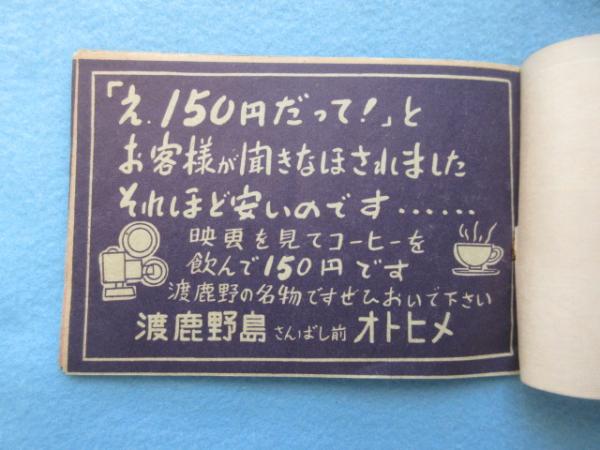 「え.150円だって!」と
お客様が聞きなほされました
それほど安いのです……
映画を見てコーヒーを
飲んで150円です
渡鹿野の名物ですぜひおいで下さい
渡鹿野島さんばし前オトヒメ